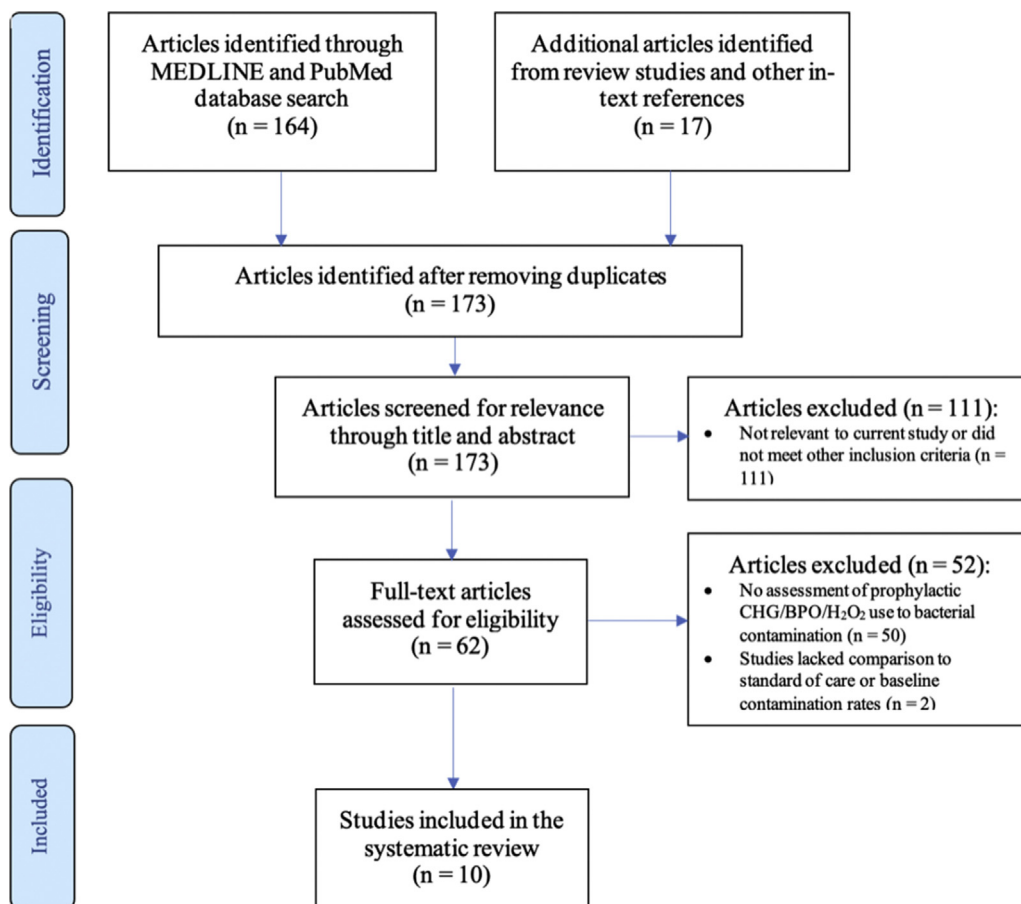 Identification
Articles identified through
MEDLINE and PubMed
database search
(n = 164)
Additional articles identified
from review studies and other in-
text references
(n = 17)
Screening
Articles identified after removing duplicates
(n = 173)
Articles screened for relevance
through title and abstract
(n = 173)
Articles excluded (n = 111):
• Not relevant to current study or did
not meet other inclusion criteria (n =
111)
Eligibility
Full-text articles
assessed for eligibility
(n = 62)
Articles excluded (n = 52):
• No assessment of prophylactic
CHG/BPO/H₂O₂ use to bacterial
contamination (n = 50)
• Studies lacked comparison to
standard of care or baseline
contamination rates (n = 2)
Included
Studies included in the
systematic review
(n = 10)